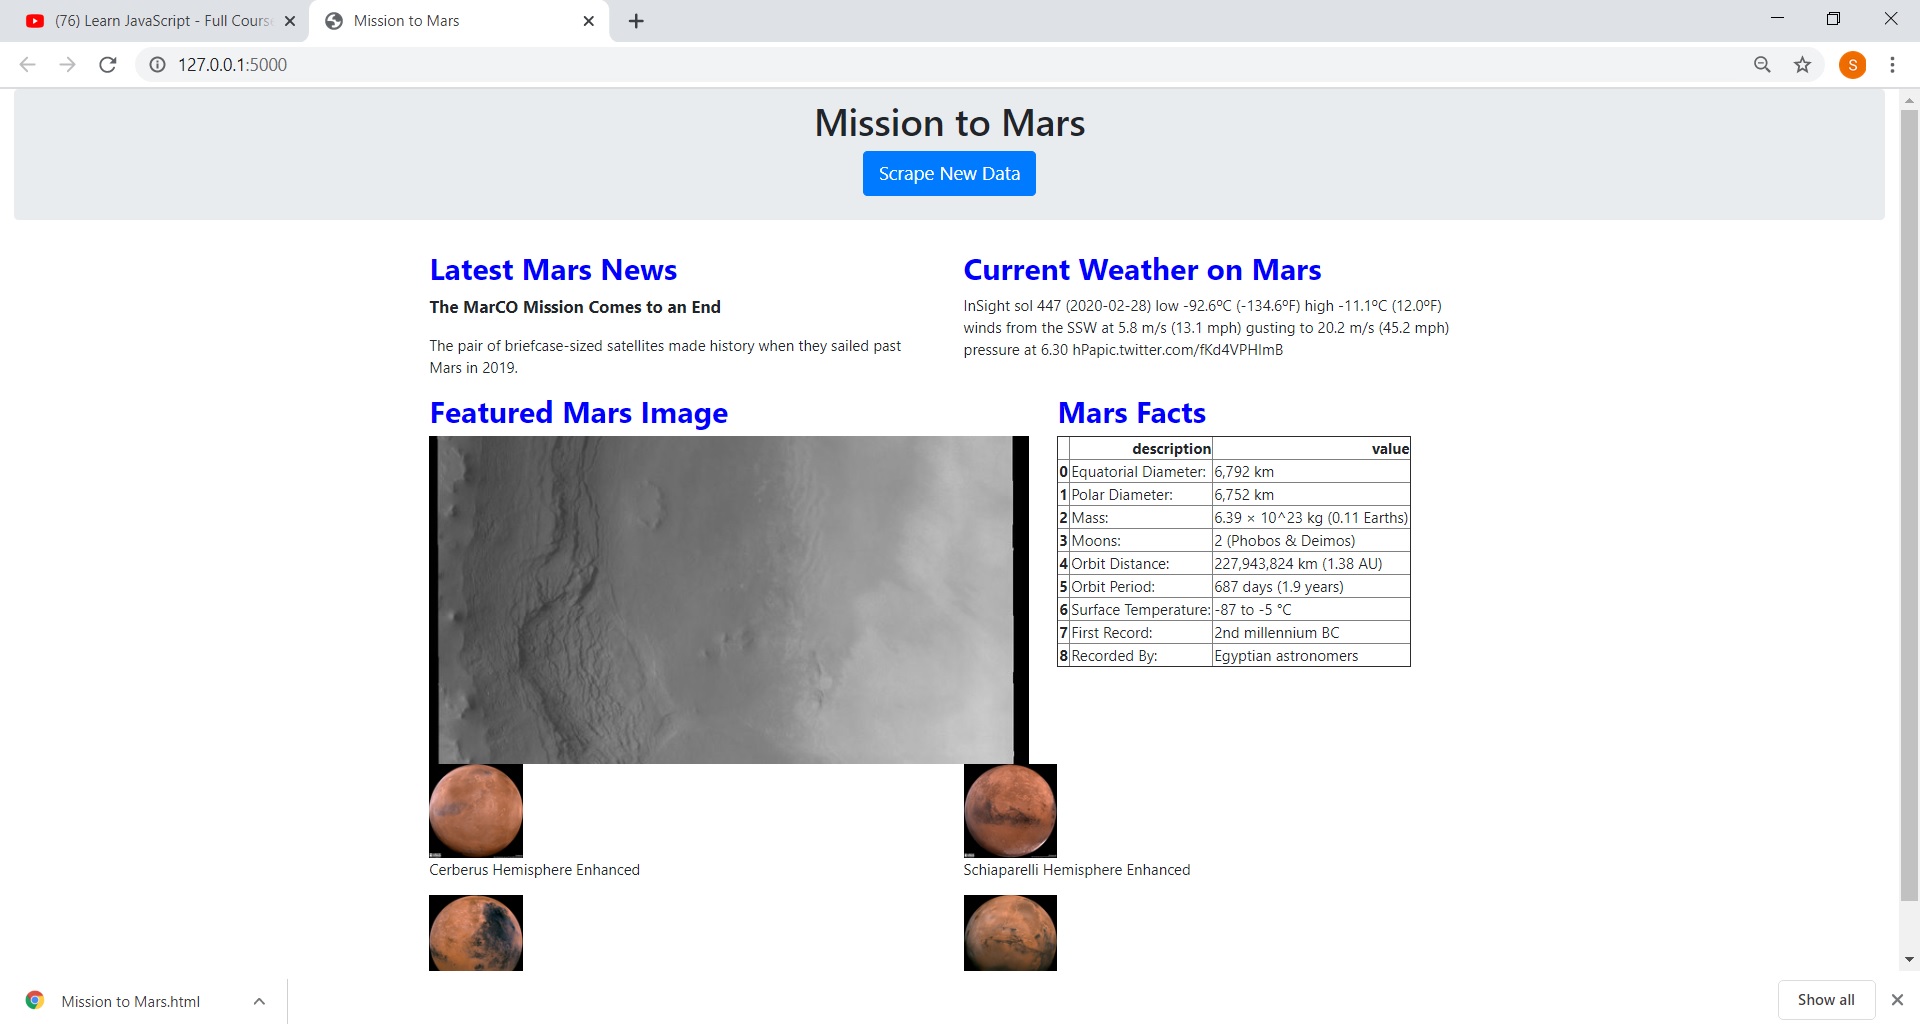 (76) Learn JavaScript - Full Course
Mission to Mars
127.0.0.1:5000
S
Mission to Mars
Scrape New Data
Latest Mars News
The MarCO Mission Comes to an End
The pair of briefcase-sized satellites made history when they sailed past
Mars in 2019.
Current Weather on Mars
InSight sol 447 (2020-02-28) low -92.6ºC (-134.6ºF) high -11.1ºC (12.0ºF)
winds from the SSW at 5.8 m/s (13.1 mph) gusting to 20.2 m/s (45.2 mph)
pressure at 6.30 hPapic.twitter.com/fKd4VPHImB
Featured Mars Image
Mars Facts
description value
0 Equatorial Diameter: 6,792 km
1 Polar Diameter: 6,752 km
2 Mass: 6.39 × 10^23 kg (0.11 Earths)
3 Moons: 2 (Phobos & Deimos)
4 Orbit Distance: 227,943,824 km (1.38 AU)
5 Orbit Period: 687 days (1.9 years)
6 Surface Temperature: -87 to -5 °C
7 First Record: 2nd millennium BC
8 Recorded By: Egyptian astronomers
Cerberus Hemisphere Enhanced
Schiaparelli Hemisphere Enhanced
Mission to Mars.html
Show all